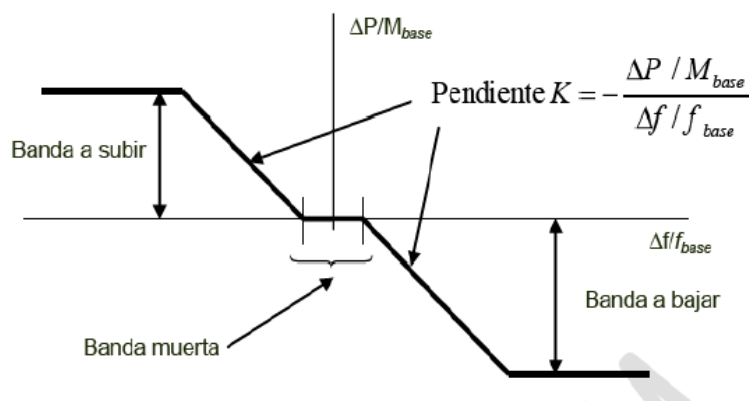 ΔP/M_base
Pendiente K = - (ΔP / M_base) / (Δf / f_base)
Banda a subir
Δf/f_base
Banda a bajar
Banda muerta